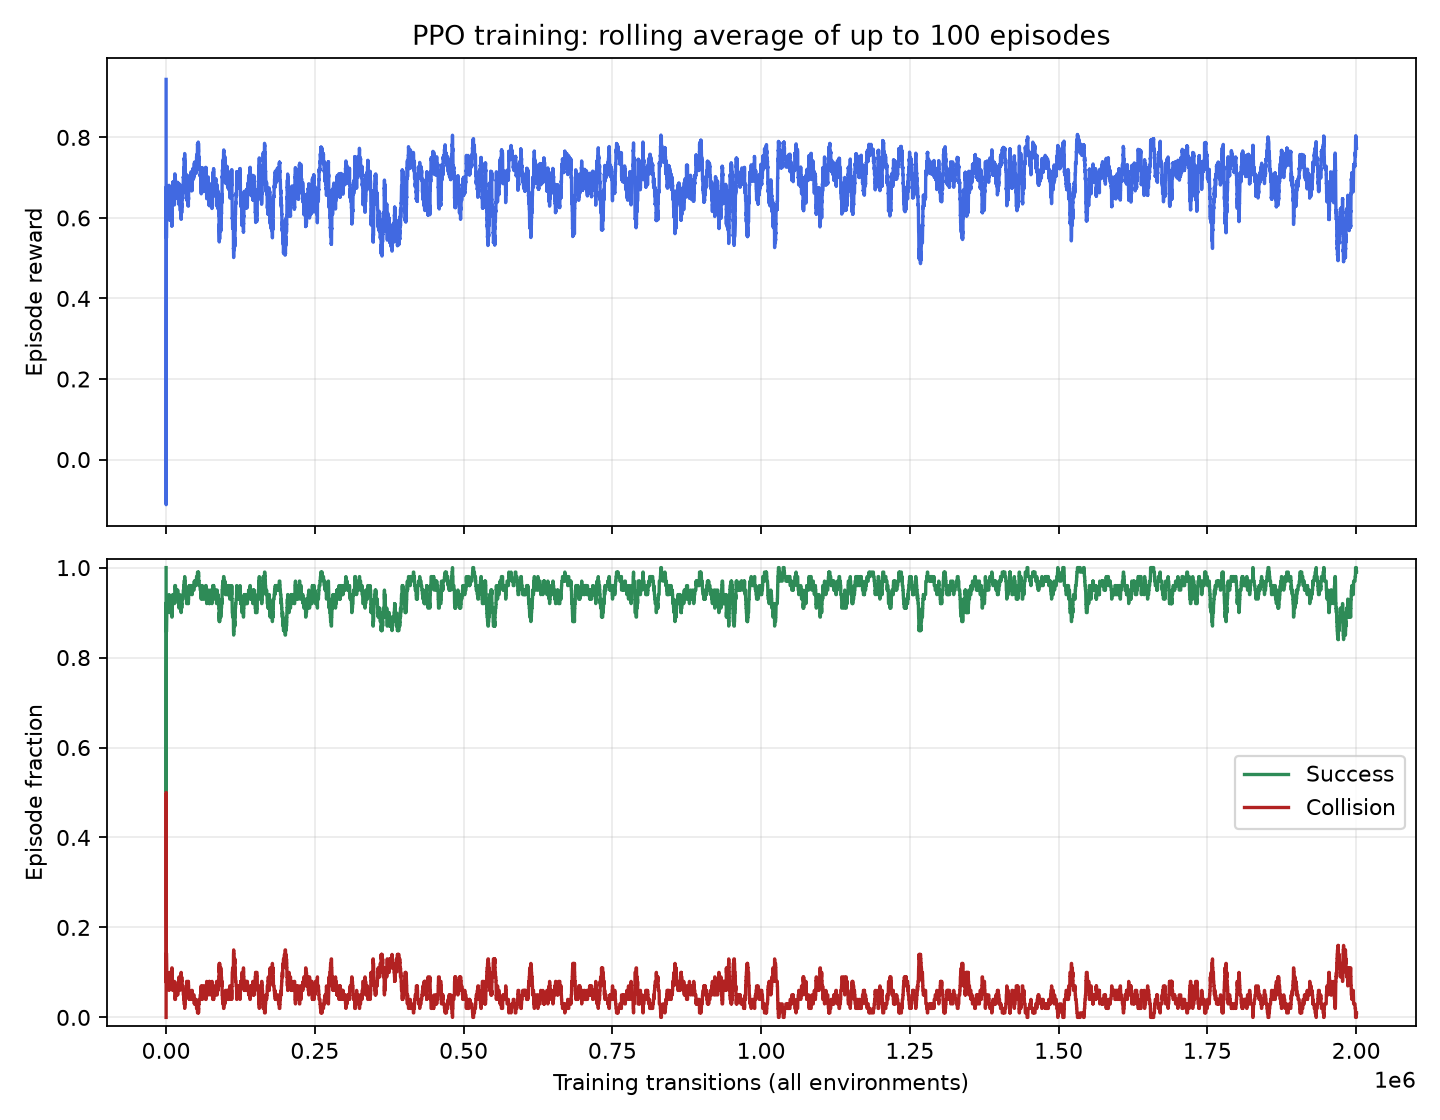 PPO training: rolling average of up to 100 episodes
Episode reward
0.8
0.6
0.4
0.2
0.0
Episode fraction
1.0
0.8
0.6
0.4
0.2
0.0
Success
Collision
0.00 0.25 0.50 0.75 1.00 1.25 1.50 1.75 2.00
1e6
Training transitions (all environments)